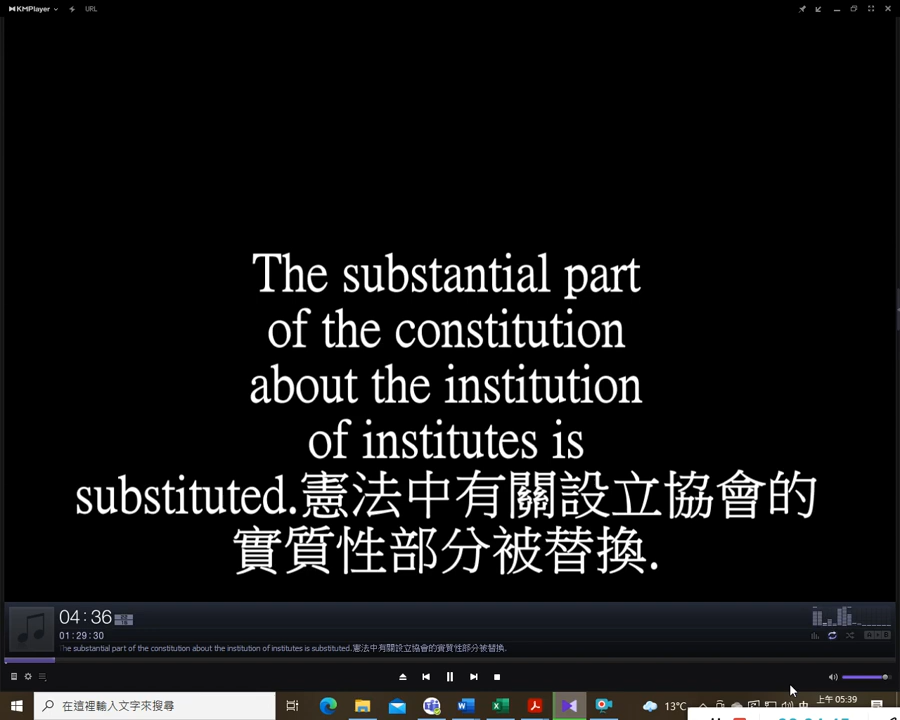 KMPlayer
URL
The substantial part
of the constitution
about the institution
of institutes is
substituted.憲法中有關設立協會的
實質性部分被替換.
04:36
01:29:30
The substantial part of the constitution about the institution of institutes is substituted.憲法中有關設立協會的實質性部分被替換.
在這裡輸入文字來搜尋
13°C
中
上午 05:39